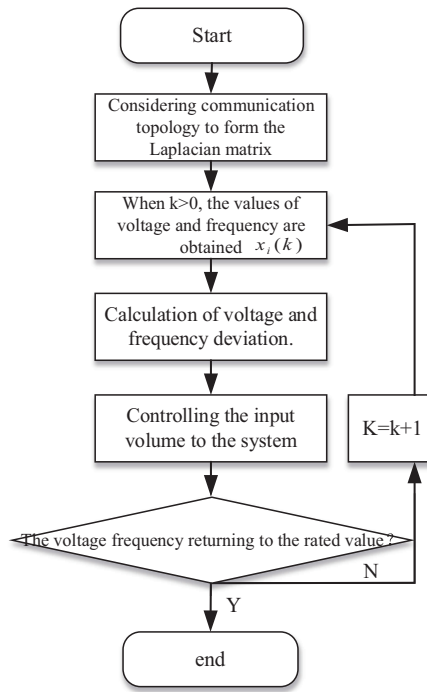 Start
Considering communication
topology to form the
Laplacian matrix
When k>0, the values of
voltage and frequency are
obtained x_i(k)
Calculation of voltage and
frequency deviation.
Controlling the input
volume to the system
K=k+1
The voltage frequency returning to the rated value?
N
Y
end